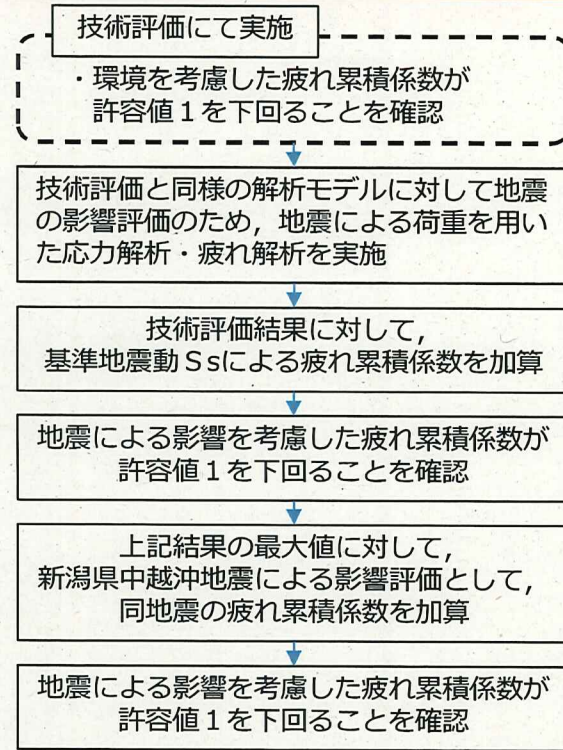 技術評価にて実施
・環境を考慮した疲れ累積係数が
許容値１を下回ることを確認
技術評価と同様の解析モデルに対して地震
の影響評価のため，地震による荷重を用い
た応力解析・疲れ解析を実施
技術評価結果に対して，
基準地震動Ｓsによる疲れ累積係数を加算
地震による影響を考慮した疲れ累積係数が
許容値１を下回ることを確認
上記結果の最大値に対して，
新潟県中越沖地震による影響評価として，
同地震の疲れ累積係数を加算
地震による影響を考慮した疲れ累積係数が
許容値１を下回ることを確認